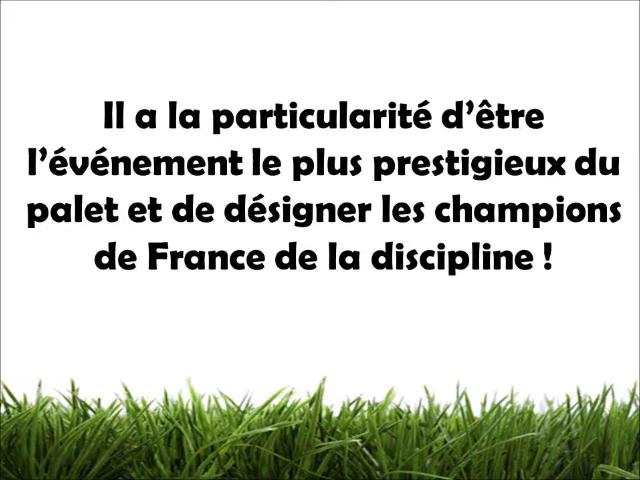 Il a la particularité d’être
l’événement le plus prestigieux du
palet et de désigner les champions
de France de la discipline !